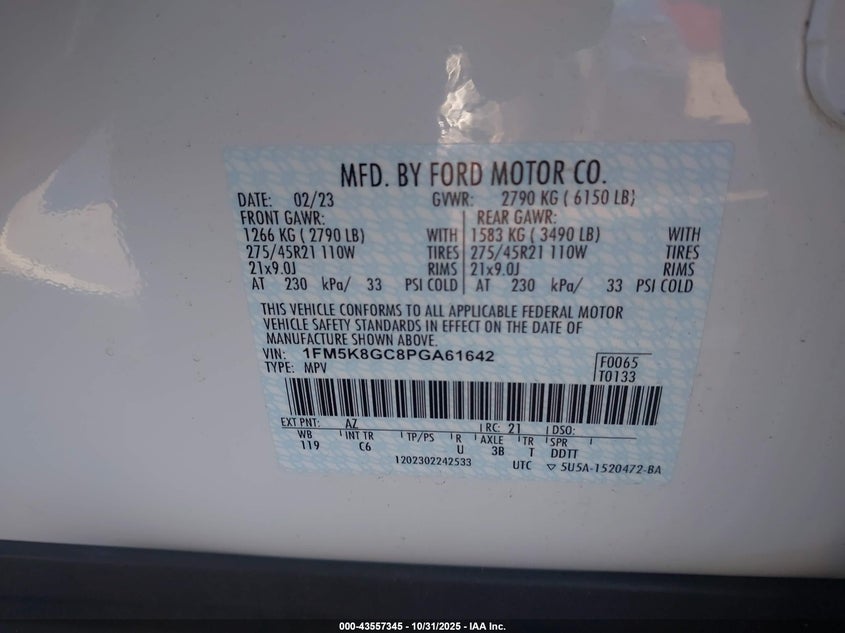 MFD. BY FORD MOTOR CO.
DATE: 02/23 GVWR: 2790 KG ( 6150 LB)
FRONT GAWR: REAR GAWR:
1266 KG ( 2790 LB) WITH 1583 KG ( 3490 LB) WITH
275/45R21 110W TIRES 275/45R21 110W TIRES
21x9.0J RIMS 21x9.0J RIMS
AT 230 kPa/ 33 PSI COLD AT 230 kPa/ 33 PSI COLD
THIS VEHICLE CONFORMS TO ALL APPLICABLE FEDERAL MOTOR
VEHICLE SAFETY STANDARDS IN EFFECT ON THE DATE OF
MANUFACTURE SHOWN ABOVE.
VIN: 1FM5K8GC8PGA61642 F0065
TYPE: MPV T0133
EXT PNT: AZ RC: 21 DSO:
WB INT TR TP/PS R AXLE TR SPR
119 C6 U 3B T DDTT
1202302242533 UTC ▽ 5U5A-1520472-BA
000-43557345 - 10/31/2025 - IAA Inc.